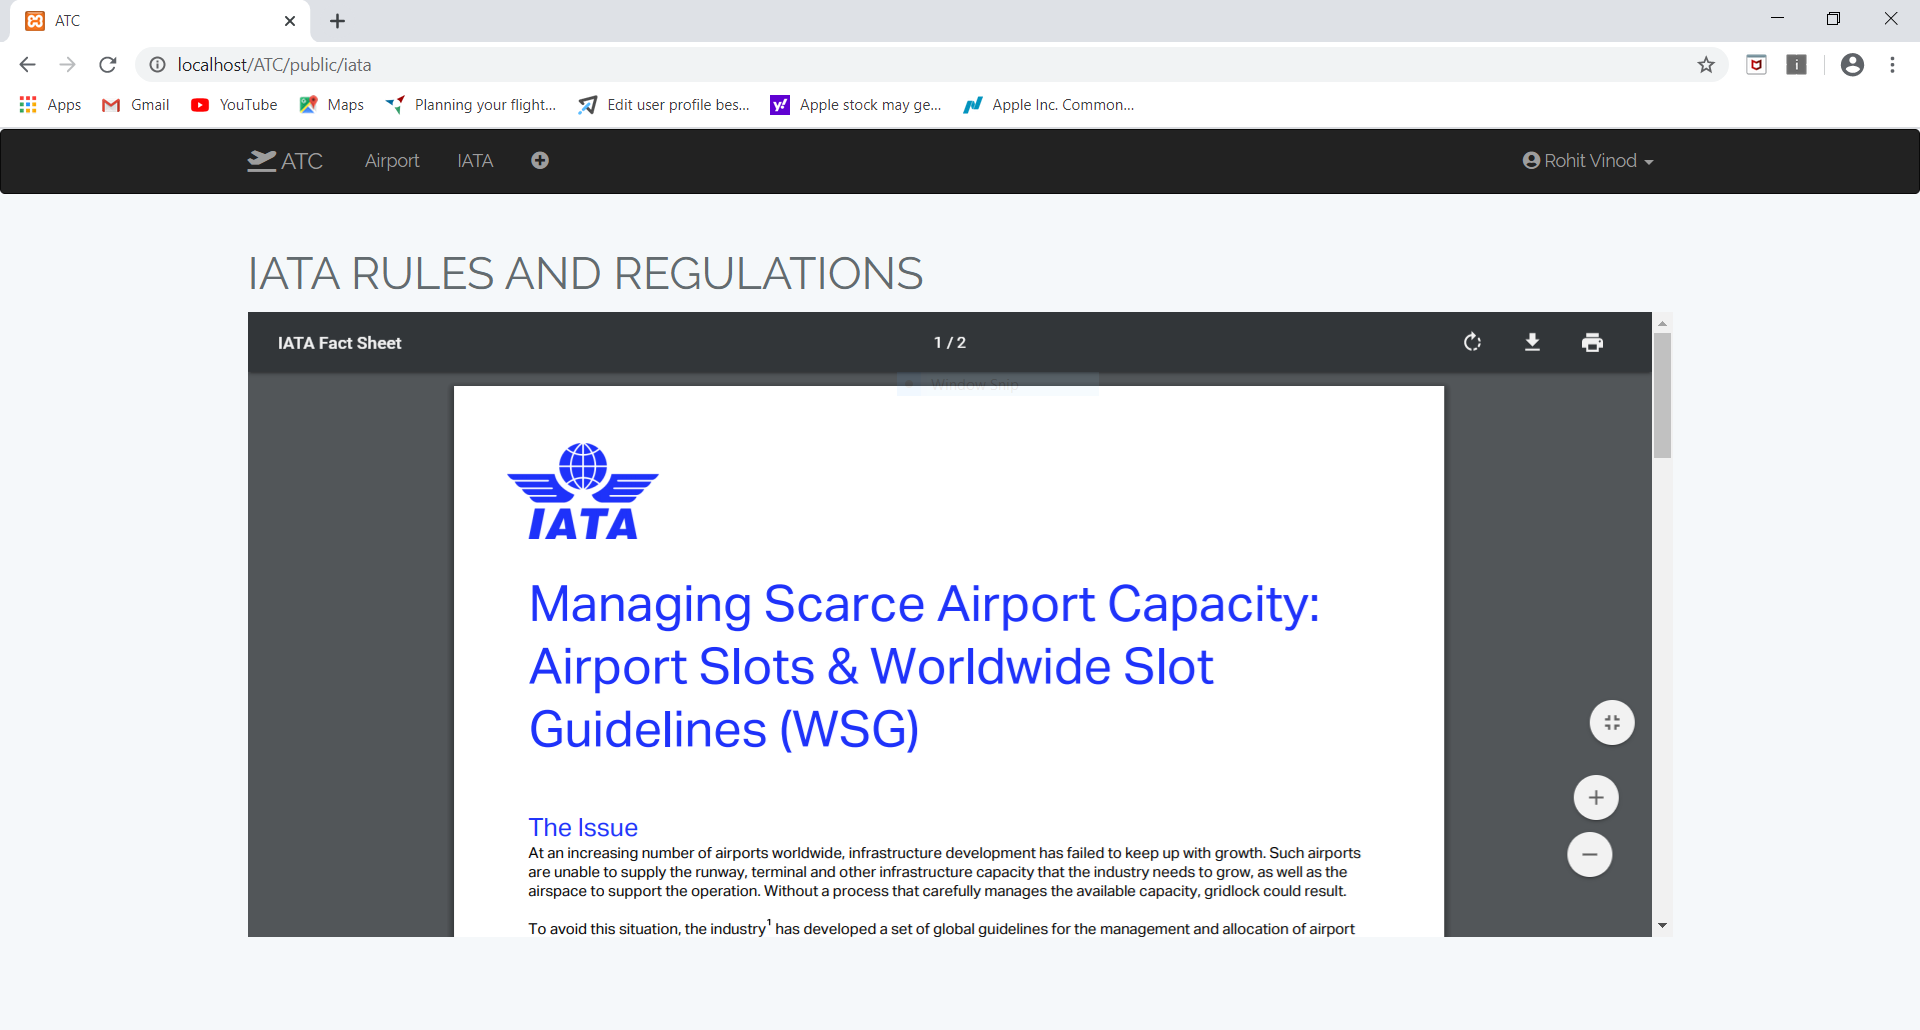 ATC
localhost/ATC/public/iata
Apps Gmail YouTube Maps Planning your flight... Edit user profile bes... Apple stock may ge... Apple Inc. Common...
ATC Airport IATA Rohit Vinod
IATA RULES AND REGULATIONS
IATA Fact Sheet 1 / 2
Window Snip
IATA
Managing Scarce Airport Capacity:
Airport Slots & Worldwide Slot
Guidelines (WSG)
The Issue
At an increasing number of airports worldwide, infrastructure development has failed to keep up with growth. Such airports
are unable to supply the runway, terminal and other infrastructure capacity that the industry needs to grow, as well as the
airspace to support the operation. Without a process that carefully manages the available capacity, gridlock could result.
To avoid this situation, the industry¹ has developed a set of global guidelines for the management and allocation of airport